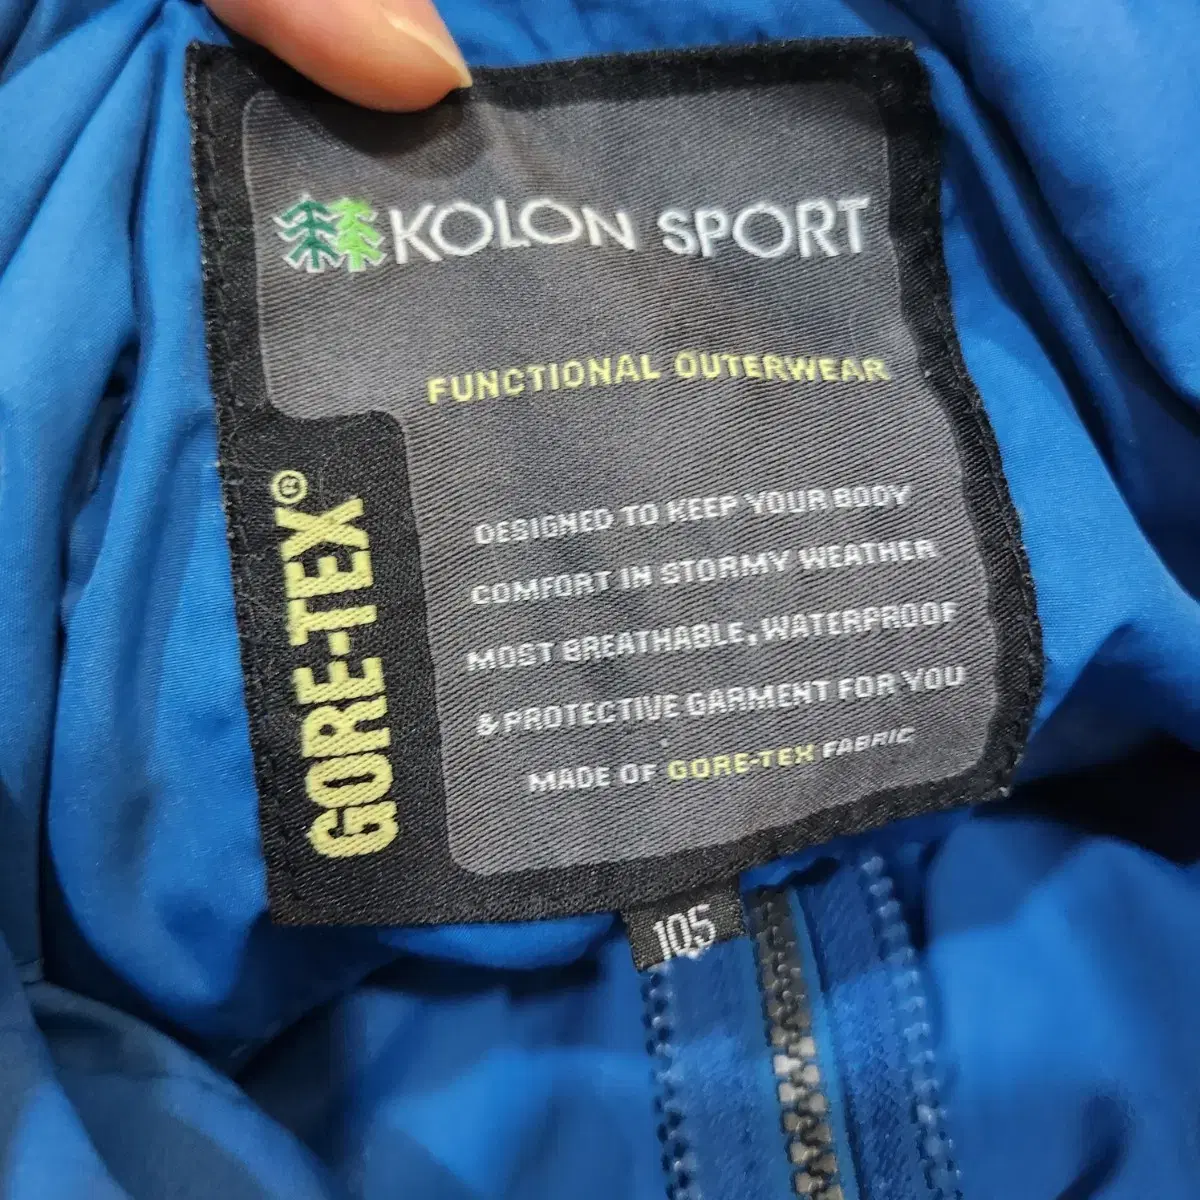 KOLON SPORT
FUNCTIONAL OUTERWEAR
GORE-TEX®
DESIGNED TO KEEP YOUR BODY
COMFORT IN STORMY WEATHER
MOST BREATHABLE, WATERPROOF
& PROTECTIVE GARMENT FOR YOU
MADE OF GORE-TEX FABRIC
105